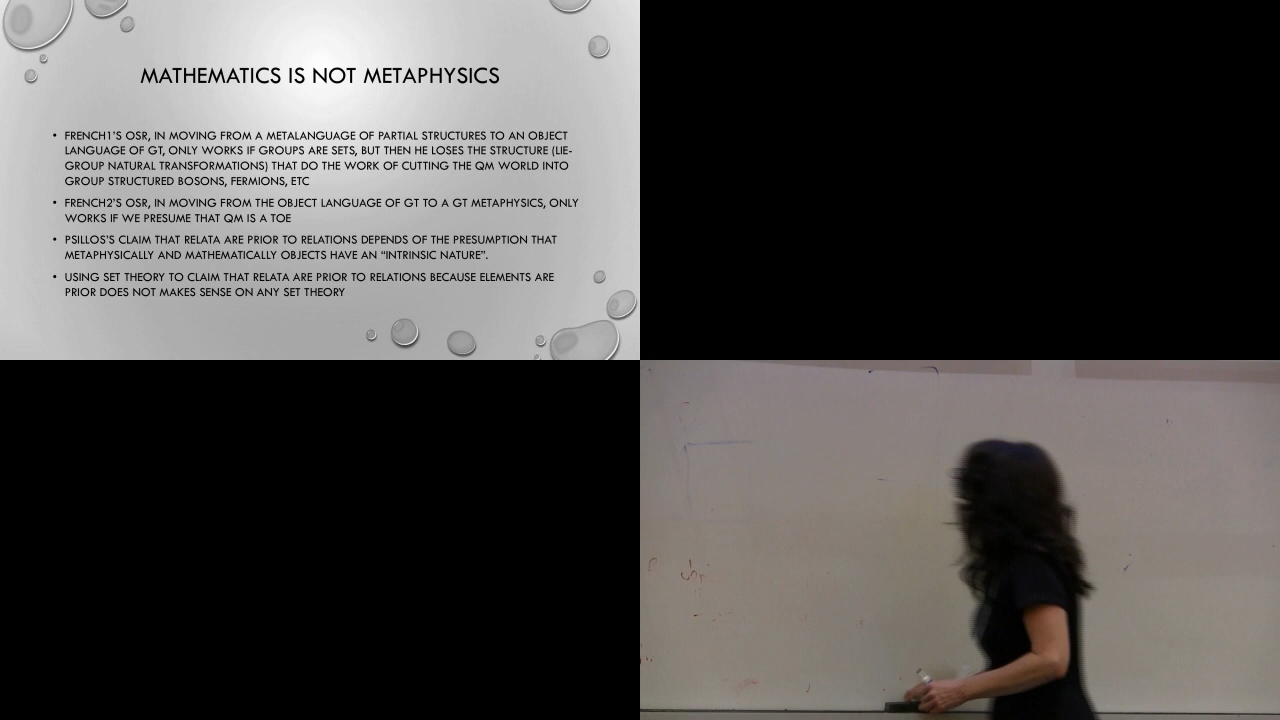 MATHEMATICS IS NOT METAPHYSICS
• FRENCH1'S OSR, IN MOVING FROM A METALANGUAGE OF PARTIAL STRUCTURES TO AN OBJECT
LANGUAGE OF GT, ONLY WORKS IF GROUPS ARE SETS, BUT THEN HE LOSES THE STRUCTURE (LIE-
GROUP NATURAL TRANSFORMATIONS) THAT DO THE WORK OF CUTTING THE QM WORLD INTO
GROUP STRUCTURED BOSONS, FERMIONS, ETC
• FRENCH2'S OSR, IN MOVING FROM THE OBJECT LANGUAGE OF GT TO A GT METAPHYSICS, ONLY
WORKS IF WE PRESUME THAT QM IS A TOE
• PSILLOS'S CLAIM THAT RELATA ARE PRIOR TO RELATIONS DEPENDS OF THE PRESUMPTION THAT
METAPHYSICALLY AND MATHEMATICALLY OBJECTS HAVE AN “INTRINSIC NATURE”.
• USING SET THEORY TO CLAIM THAT RELATA ARE PRIOR TO RELATIONS BECAUSE ELEMENTS ARE
PRIOR DOES NOT MAKES SENSE ON ANY SET THEORY